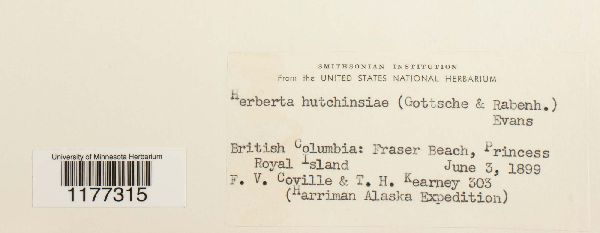 SMITHSONIAN INSTITUTION
From the UNITED STATES NATIONAL HERBARIUM
Herberta hutchinsiae (Gottsche & Rabenh.)
Evans
British Columbia: Fraser Beach, Princess
Royal Island June 3, 1899
F. V. Coville & T. H. Kearney 303
(Harriman Alaska Expedition)
University of Minnesota Herbarium
1177315